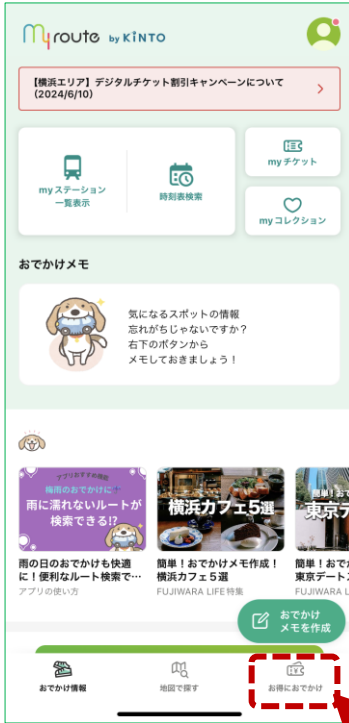 my route by KINTO
【横浜エリア】デジタルチケット割引キャンペーンについて
（2024/6/10）
myステーション
一覧表示
時刻表検索
myチケット
myコレクション
おでかけメモ
気になるスポットの情報
忘れがちじゃないですか？
右下のボタンから
メモしておきましょう！
アプリおすすめ機能
梅雨のおでかけに
雨に濡れないルートが
検索できる!?
横浜カフェ5選
簡単！おで
東京デ
雨の日のおでかけも快適
に！便利なルート検索で…
アプリの使い方
簡単！おでかけメモ作成！
横浜カフェ５選
FUJIWARA LIFE 特集
簡単！おで
東京デート
FUJIWARA L
おでかけ
メモを作成
おでかけ情報
地図で探す
お得におでかけ